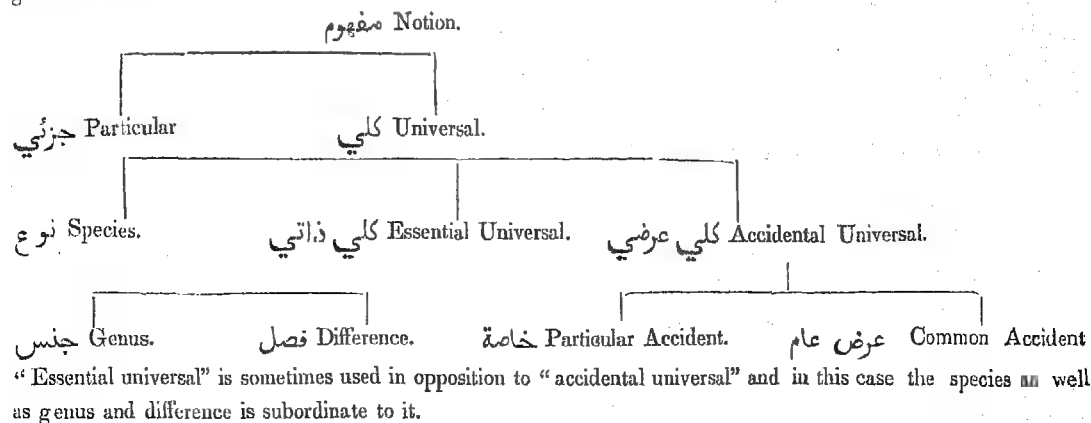 مفهوم Notion.
جزئي Particular كلي Universal.
نوع Species. كلي ذاتي Essential Universal. كلي عرضي Accidental Universal.
جنس Genus. فصل Difference. خاصة Particular Accident. عرض عام Common Accident
“ Essential universal” is sometimes used in opposition to “ accidental universal” and in this case the species as well
as genus and difference is subordinate to it.